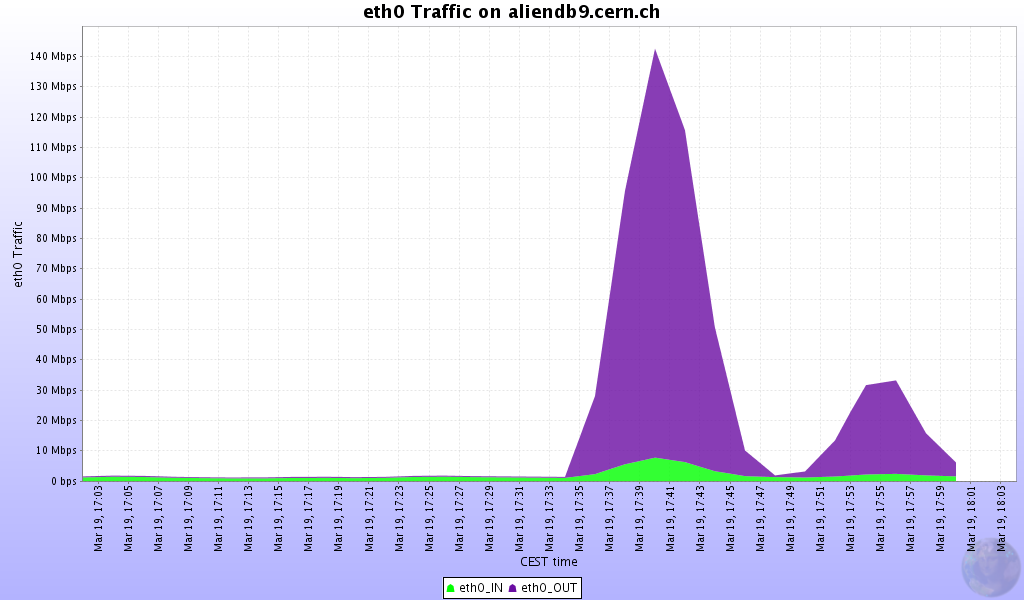 eth0 Traffic on aliendb9.cern.ch
140 Mbps
130 Mbps
120 Mbps
110 Mbps
100 Mbps
90 Mbps
80 Mbps
70 Mbps
60 Mbps
50 Mbps
40 Mbps
30 Mbps
20 Mbps
10 Mbps
0 bps
eth0 Traffic
Mar 19, 17:03
Mar 19, 17:05
Mar 19, 17:07
Mar 19, 17:09
Mar 19, 17:11
Mar 19, 17:13
Mar 19, 17:15
Mar 19, 17:17
Mar 19, 17:19
Mar 19, 17:21
Mar 19, 17:23
Mar 19, 17:25
Mar 19, 17:27
Mar 19, 17:29
Mar 19, 17:31
Mar 19, 17:33
Mar 19, 17:35
Mar 19, 17:37
Mar 19, 17:39
Mar 19, 17:41
Mar 19, 17:43
Mar 19, 17:45
Mar 19, 17:47
Mar 19, 17:49
Mar 19, 17:51
Mar 19, 17:53
Mar 19, 17:55
Mar 19, 17:57
Mar 19, 17:59
Mar 19, 18:01
Mar 19, 18:03
CEST time
eth0_IN eth0_OUT